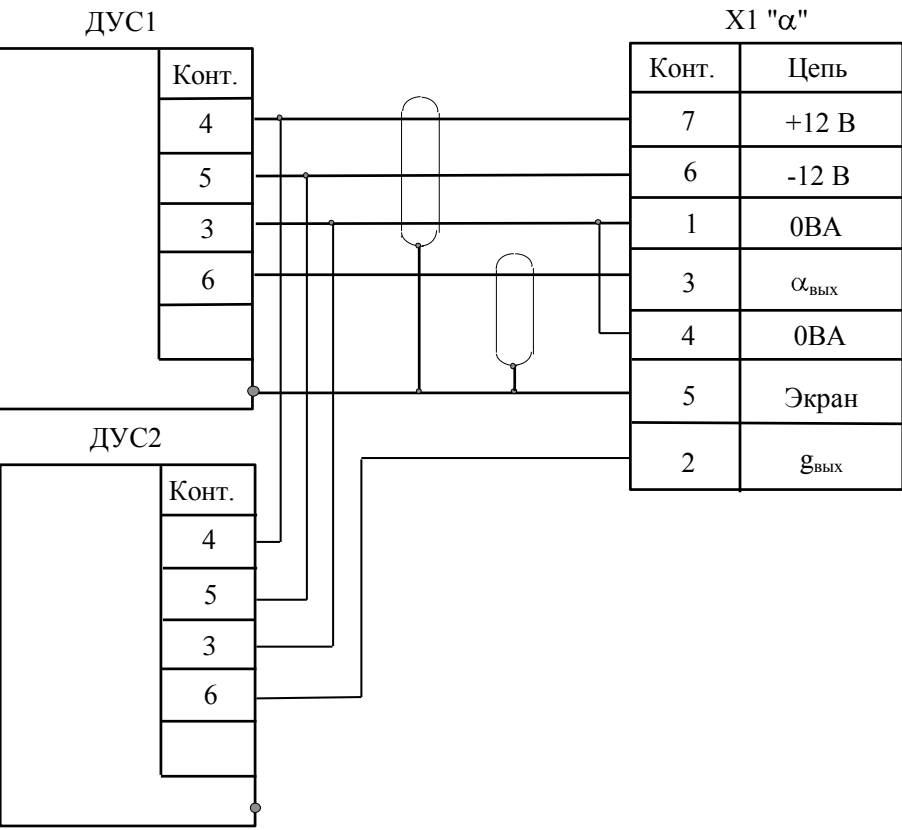 ДУС1
Конт.
4
5
3
6
X1 "α"
Конт. Цепь
7 +12 В
6 -12 В
1 0ВА
3 αвых
4 0ВА
5 Экран
2 gвых
ДУС2
Конт.
4
5
3
6